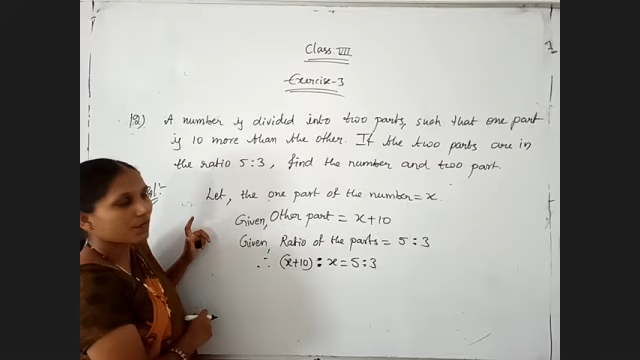 Class: VII
Exercise-3
12) A number is divided into two parts, such that one part
is 10 more than the other. If the two parts are in
the ratio 5:3, find the number and two part.
Let, the one part of the number = x.
Given, Other part = x+10
Given, Ratio of the parts = 5:3
∴ (x+10) : x = 5:3